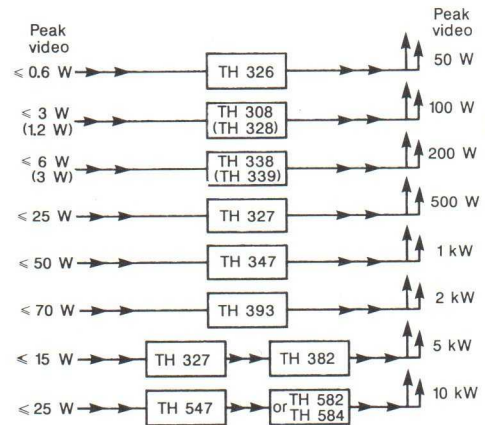 Peak
video
Peak
video
≤ 0.6 W
TH 326
50 W
≤ 3 W
(1.2 W)
TH 308
(TH 328)
100 W
≤ 6 W
(3 W)
TH 338
(TH 339)
200 W
≤ 25 W
TH 327
500 W
≤ 50 W
TH 347
1 kW
≤ 70 W
TH 393
2 kW
≤ 15 W
TH 327
TH 382
5 kW
≤ 25 W
TH 547
or TH 582
TH 584
10 kW